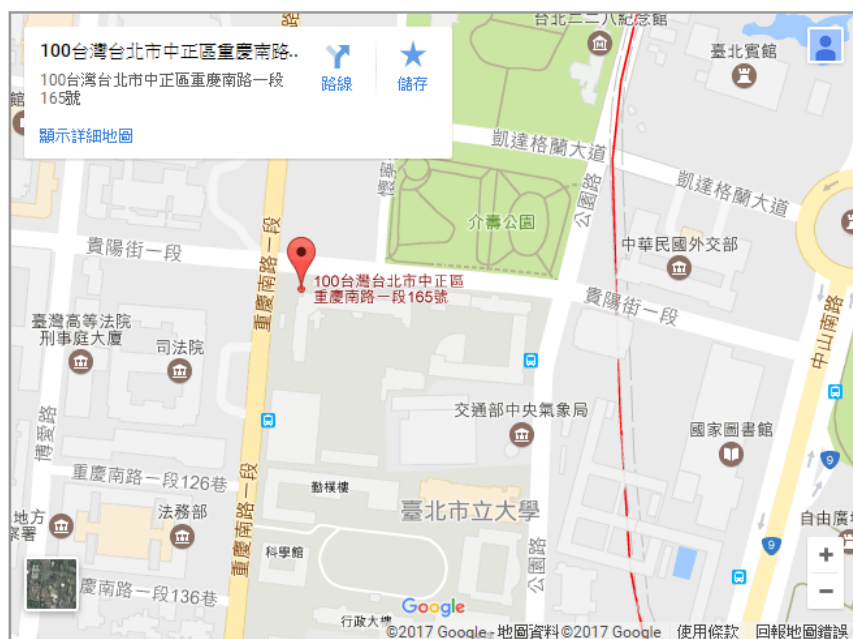 100台灣台北市中正區重慶南路..
100台灣台北市中正區重慶南路一段
165號
路線
儲存
顯示詳細地圖
台北二二八紀念館
臺北賓館
館
凱達格蘭大道
凱達格蘭大道
懷寧
公園路
介壽公園
中華民國外交部
貴陽街一段
重慶南路一段
100台灣台北市中正區
重慶南路一段165號
貴陽街一段
中山南路
臺灣高等法院
刑事庭大廈
司法院
博愛路
交通部中央氣象局
國家圖書館
9
重慶南路一段126巷
重慶南路一段
勤樸樓
臺北市立大學
地方
察署
法務部
科學館
公園路
自由廣場
9
慶南路一段136巷
行政大樓
Google
+
−
©2017 Google - 地圖資料©2017 Google
使用條款
回報地圖錯誤